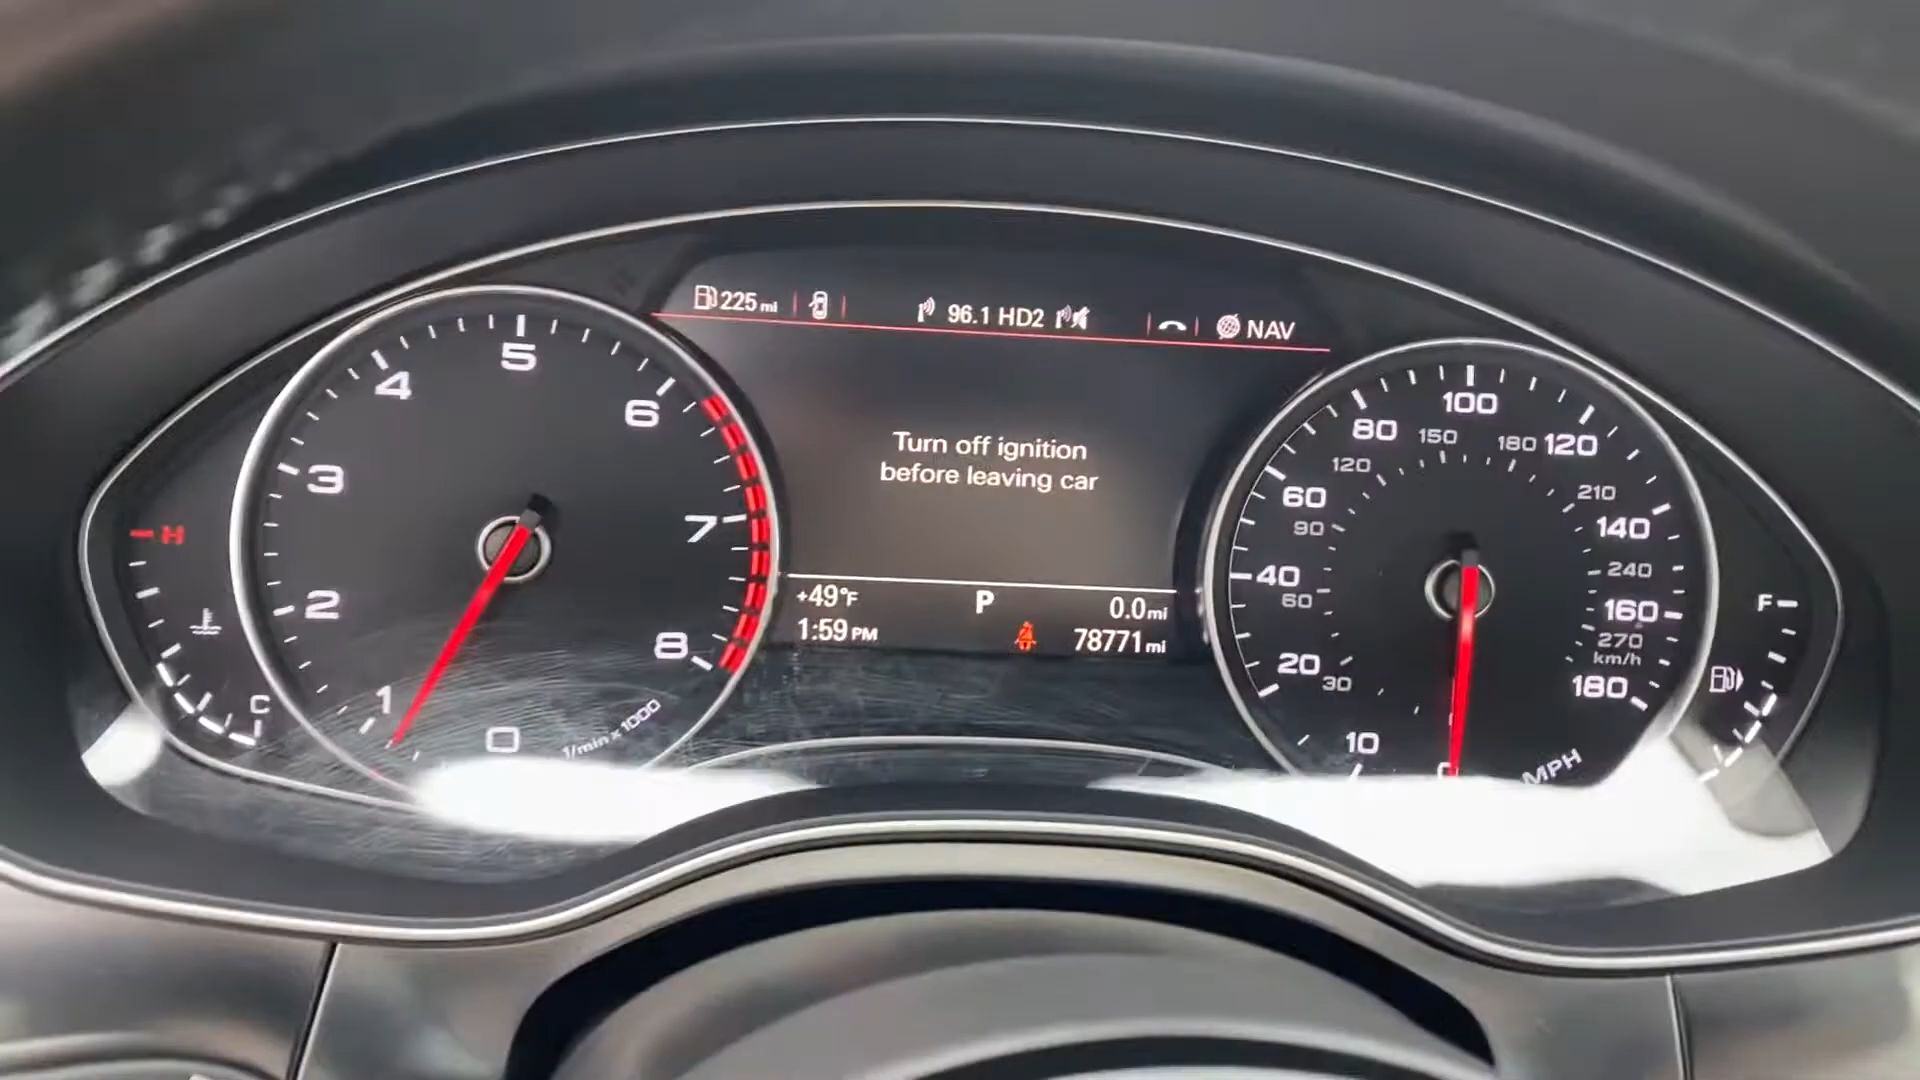 225 mi
96.1 HD2
NAV
Turn off ignition
before leaving car
+49°F
P
0.0 mi
1:59 PM
78771 mi
H
C
0
1
2
3
4
5
6
7
8
1/min x 1000
0
10
20
40
60
80
100
120
140
160
180
30
60
90
120
150
180
210
240
270
km/h
MPH
F